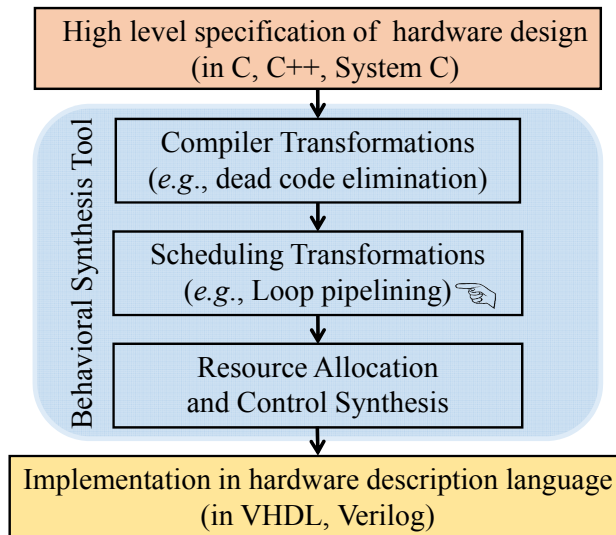 High level specification of hardware design
(in C, C++, System C)
Behavioral Synthesis Tool
Compiler Transformations
(e.g., dead code elimination)
Scheduling Transformations
(e.g., Loop pipelining)
Resource Allocation
and Control Synthesis
Implementation in hardware description language
(in VHDL, Verilog)